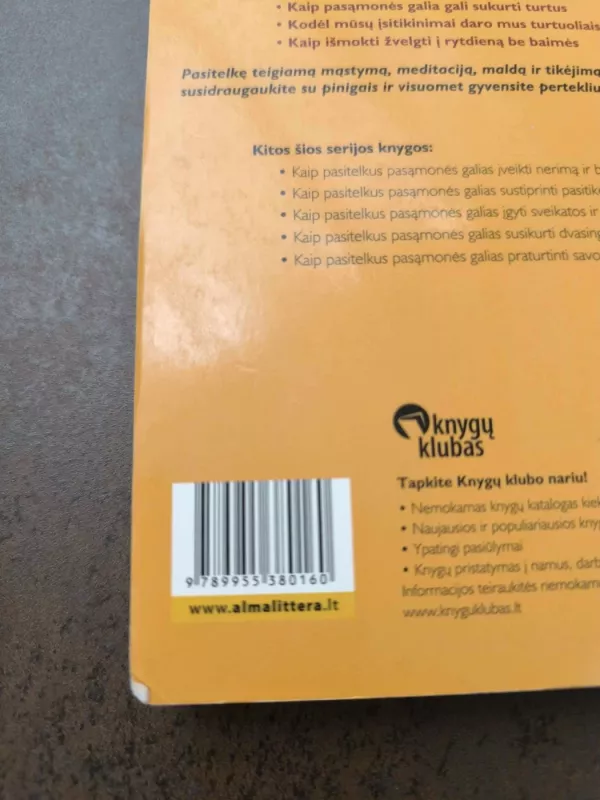 • Kaip pasąmonės galia gali sukurti turtus
• Kodėl mūsų įsitikinimai daro mus turtuoliais
• Kaip išmokti žvelgti į rytdieną be baimės
Pasitelkę teigiamą mąstymą, meditaciją, maldą ir tikėjimą
susidraugaukite su pinigais ir visuomet gyvensite pertekliu
Kitos šios serijos knygos:
• Kaip pasitelkus pasąmonės galias įveikti nerimą ir b
• Kaip pasitelkus pasąmonės galias sustiprinti pasitikė
• Kaip pasitelkus pasąmonės galias įgyti sveikatos ir
• Kaip pasitelkus pasąmonės galias susikurti dvasing
• Kaip pasitelkus pasąmonės galias praturtinti savo
knygų
klubas
Tapkite Knygų klubo nariu!
• Nemokamas knygų katalogas kiek
• Naujausios ir populiariausios knyg
• Ypatingi pasiūlymai
• Knygų pristatymas į namus, darb
Informacijos teiraukitės nemokamo
www.knyguklubas.lt
9 789955 380160
www.almalittera.lt